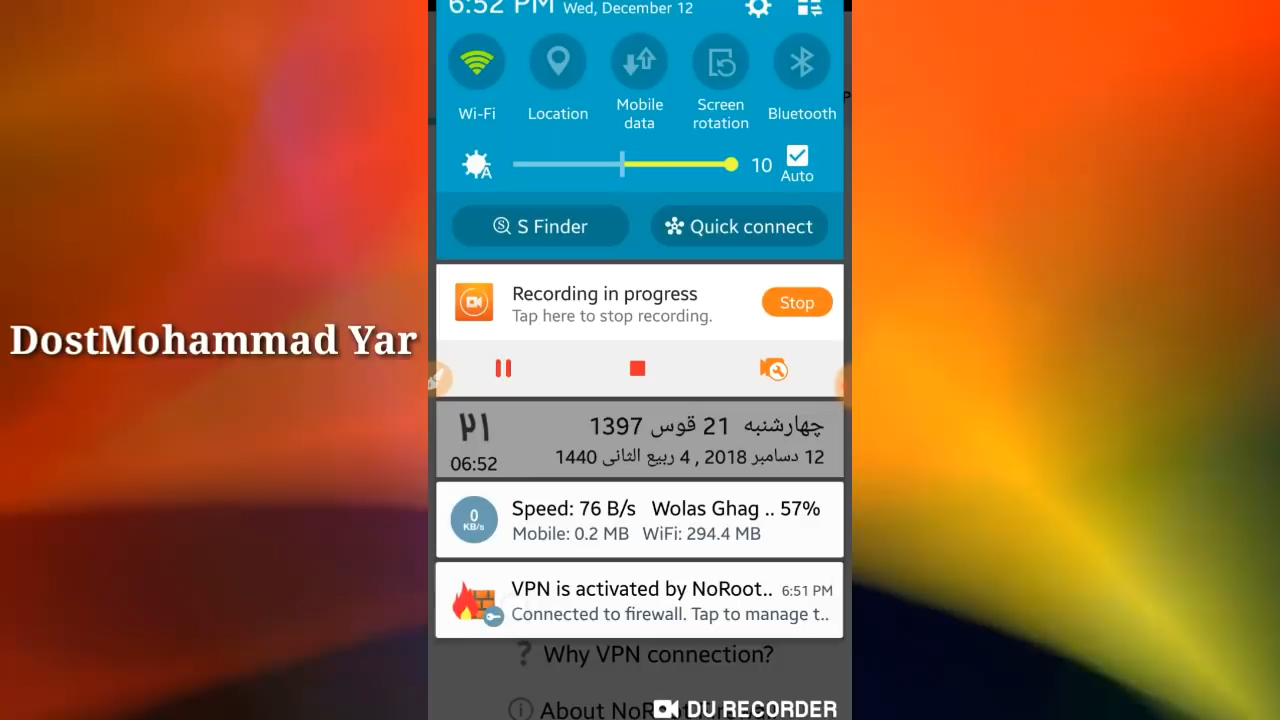 6:52 PM Wed, December 12
Wi-Fi
Location
Mobile data
Screen rotation
Bluetooth
10
Auto
S Finder
Quick connect
Recording in progress
Stop
Tap here to stop recording.
DostMohammad Yar
۲۱
چهارشنبه 21 قوس 1397
06:52
12 دسامبر 2018 , 4 ربیع الثانی 1440
0 KB/s
Speed: 76 B/s Wolas Ghag .. 57%
Mobile: 0.2 MB WiFi: 294.4 MB
VPN is activated by NoRoot.. 6:51 PM
Connected to firewall. Tap to manage t..
? Why VPN connection?
About NoR
DU RECORDER